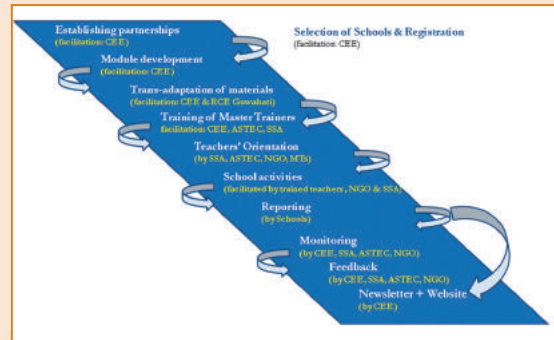 Establishing partnerships
(facilitation: CEE)
Selection of Schools & Registration
(facilitation: CEE)
Module development
(facilitation: CEE)
Trans-adaptation of materials
(facilitation: CEE & RCE Guwahati)
Training of Master Trainers
facilitation: CEE, ASTEC, SSA
Teachers' Orientation
(by SSA, ASTEC, NGO, MTs)
School activities
(facilitated by trained teachers, NGO & SSA)
Reporting
(by Schools)
Monitoring
(by CEE, SSA, ASTEC, NGO)
Feedback
(by CEE, SSA, ASTEC, NGO)
Newsletter + Website
(by CEE)